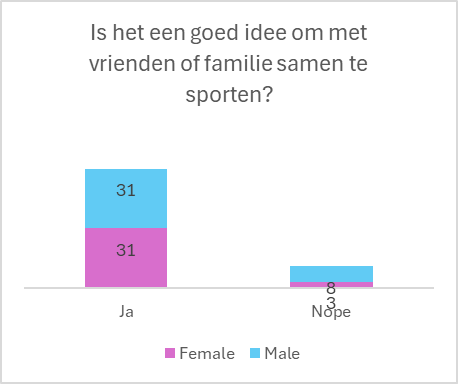 Is het een goed idee om met
vrienden of familie samen te
sporten?
31
31
8
3
Ja
Nope
Female
Male